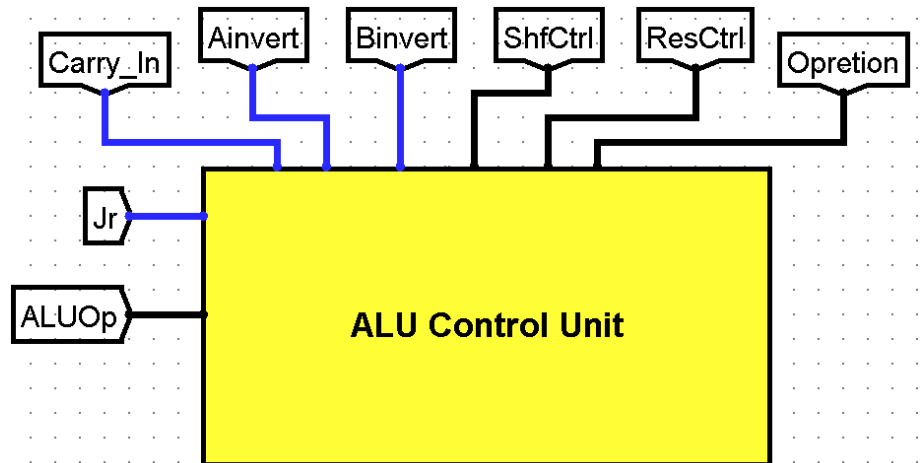 Carry_In
Ainvert
Binvert
ShfCtrl
ResCtrl
Opretion
Jr
ALUOp
ALU Control Unit